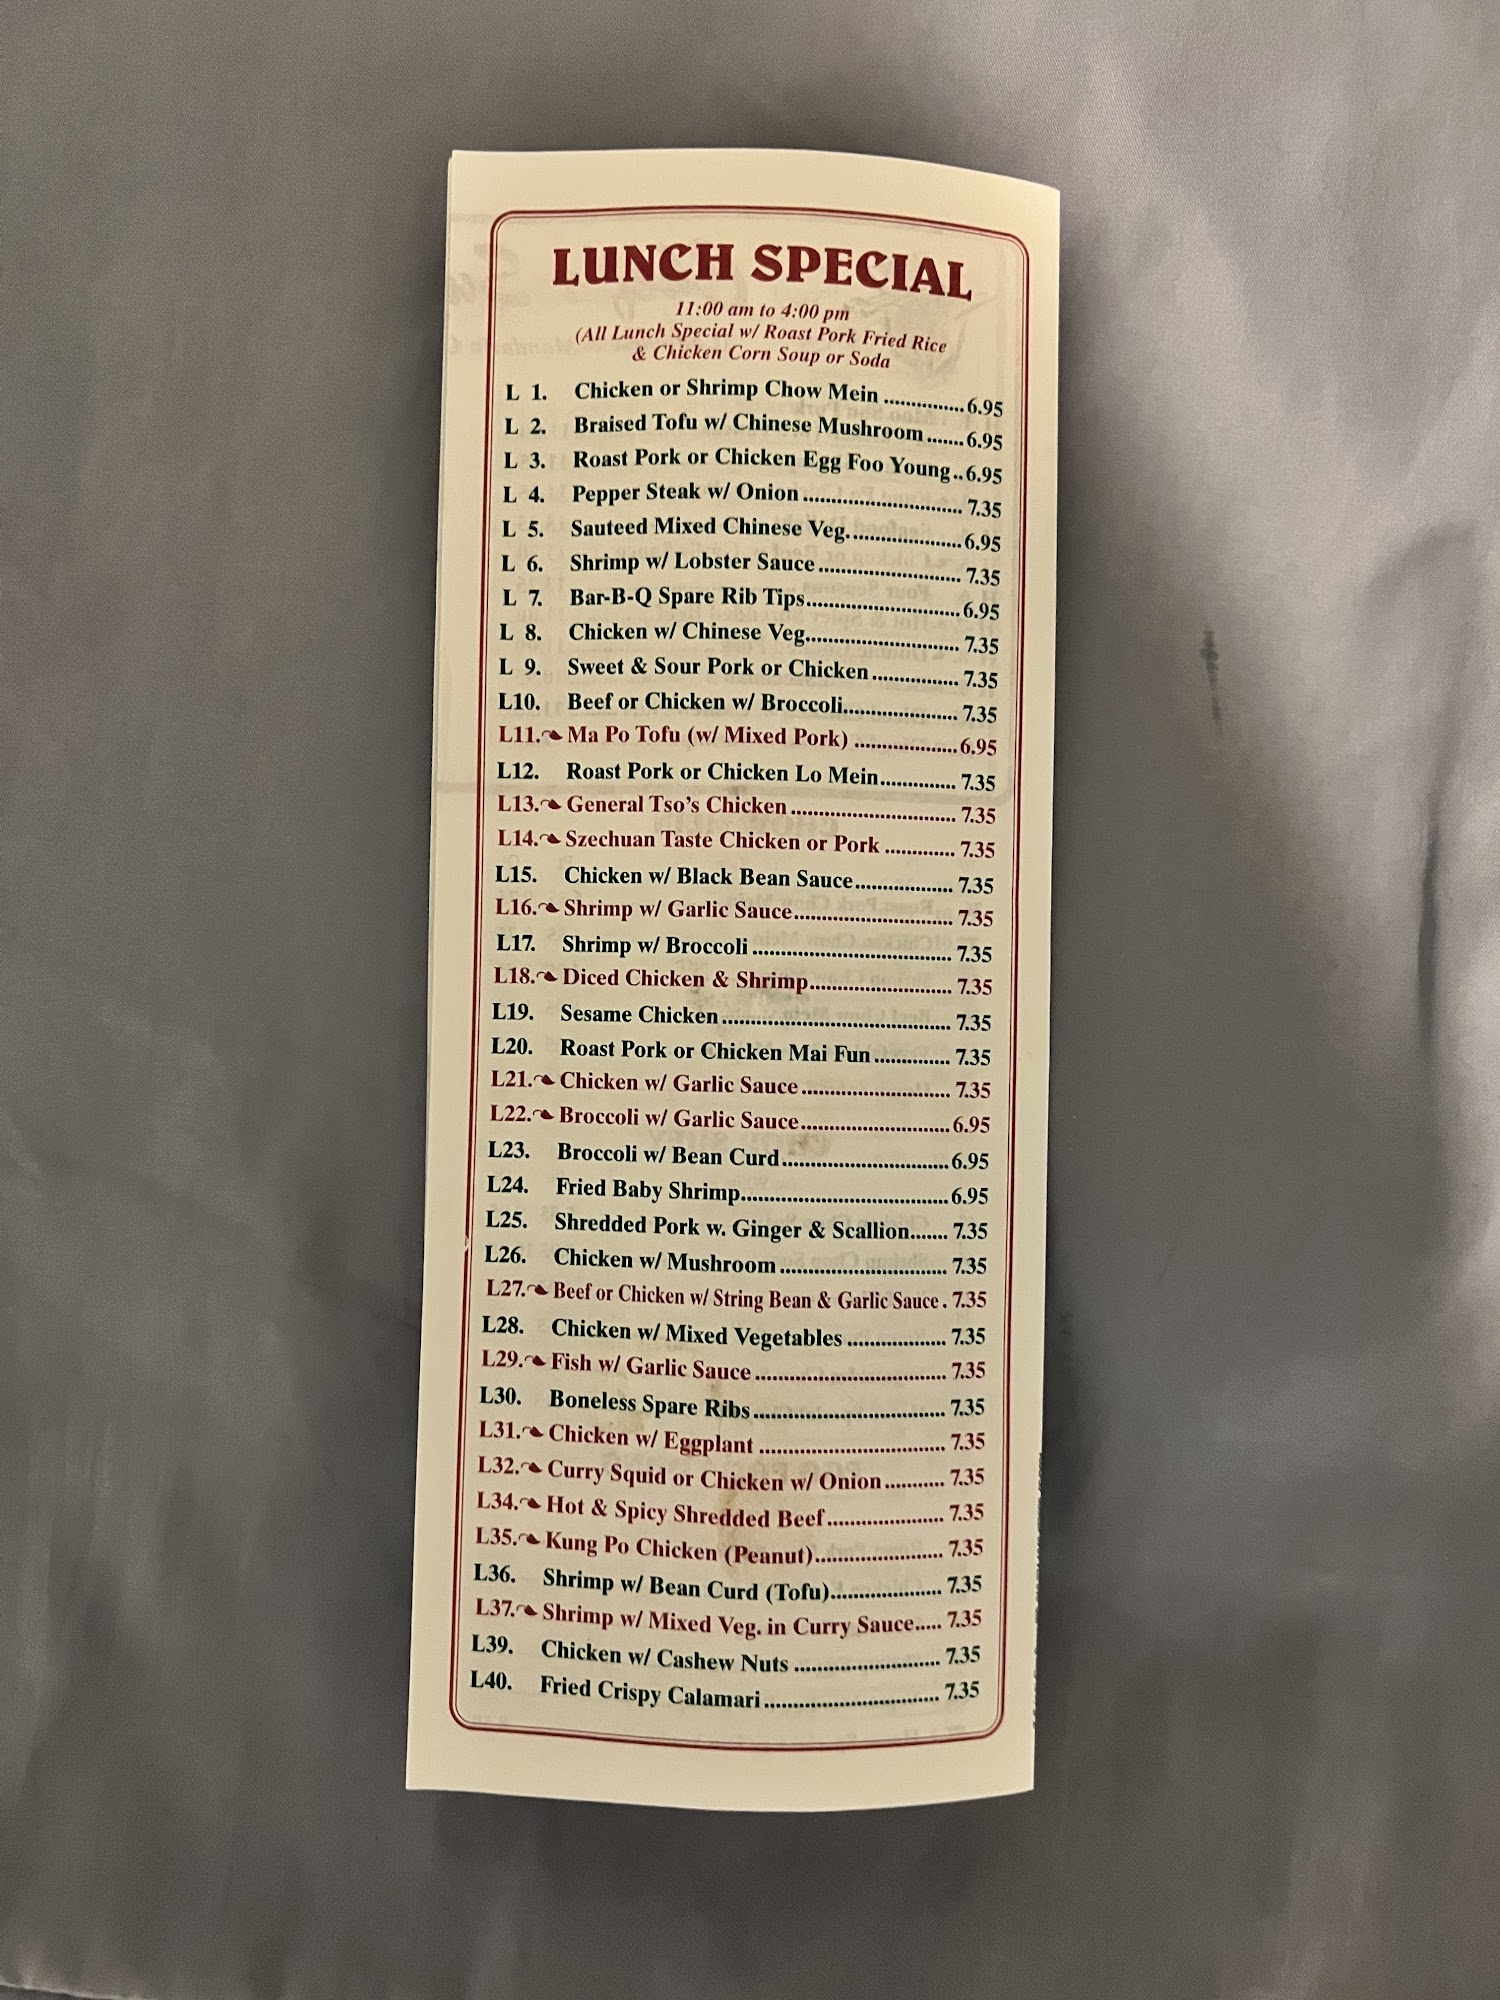 LUNCH SPECIAL
11:00 am to 4:00 pm
(All Lunch Special w/ Roast Pork Fried Rice
& Chicken Corn Soup or Soda
L 1. Chicken or Shrimp Chow Mein ...............6.95
L 2. Braised Tofu w/ Chinese Mushroom.......6.95
L 3. Roast Pork or Chicken Egg Foo Young..6.95
L 4. Pepper Steak w/ Onion ............................. 7.35
L 5. Sauteed Mixed Chinese Veg.....................6.95
L 6. Shrimp w/ Lobster Sauce.......................... 7.35
L 7. Bar-B-Q Spare Rib Tips............................6.95
L 8. Chicken w/ Chinese Veg............................ 7.35
L 9. Sweet & Sour Pork or Chicken ................ 7.35
L10. Beef or Chicken w/ Broccoli..................... 7.35
L11. Ma Po Tofu (w/ Mixed Pork) ...................6.95
L12. Roast Pork or Chicken Lo Mein.............. 7.35
L13. General Tso's Chicken .............................. 7.35
L14. Szechuan Taste Chicken or Pork ............. 7.35
L15. Chicken w/ Black Bean Sauce.................. 7.35
L16. Shrimp w/ Garlic Sauce............................. 7.35
L17. Shrimp w/ Broccoli .................................... 7.35
L18. Diced Chicken & Shrimp.......................... 7.35
L19. Sesame Chicken.......................................... 7.35
L20. Roast Pork or Chicken Mai Fun .............. 7.35
L21. Chicken w/ Garlic Sauce........................... 7.35
L22. Broccoli w/ Garlic Sauce...........................6.95
L23. Broccoli w/ Bean Curd...............................6.95
L24. Fried Baby Shrimp......................................6.95
L25. Shredded Pork w. Ginger & Scallion....... 7.35
L26. Chicken w/ Mushroom............................... 7.35
L27. Beef or Chicken w/ String Bean & Garlic Sauce . 7.35
L28. Chicken w/ Mixed Vegetables .................. 7.35
L29. Fish w/ Garlic Sauce................................... 7.35
L30. Boneless Spare Ribs................................... 7.35
L31. Chicken w/ Eggplant .................................. 7.35
L32. Curry Squid or Chicken w/ Onion........... 7.35
L34. Hot & Spicy Shredded Beef...................... 7.35
L35. Kung Po Chicken (Peanut)........................ 7.35
L36. Shrimp w/ Bean Curd (Tofu).................... 7.35
L37. Shrimp w/ Mixed Veg. in Curry Sauce..... 7.35
L39. Chicken w/ Cashew Nuts .......................... 7.35
L40. Fried Crispy Calamari................................ 7.35